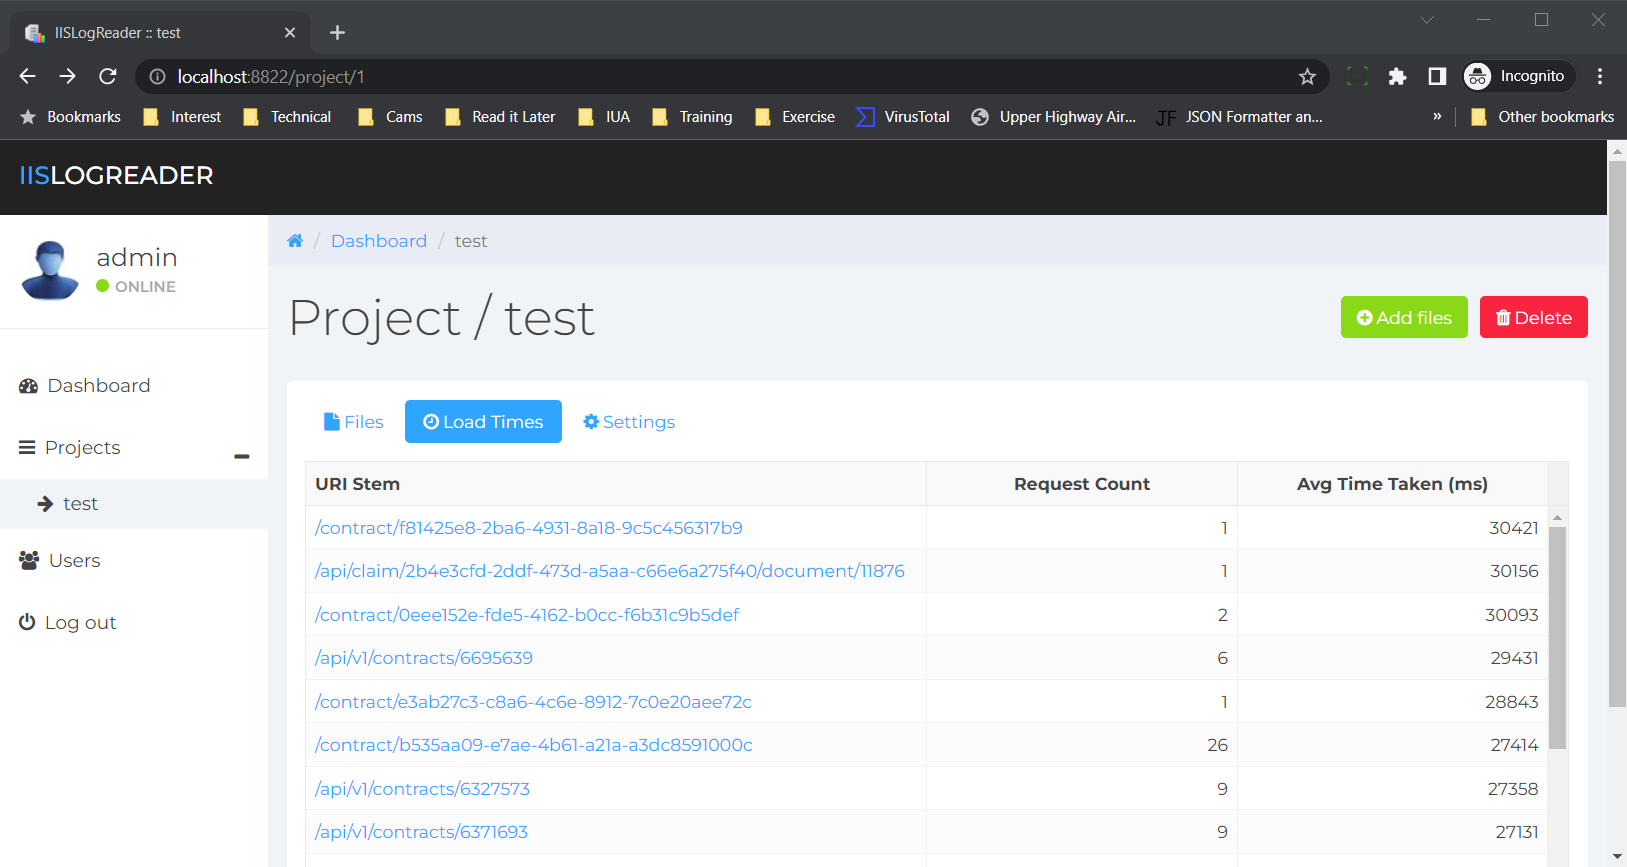 IISLogReader :: test
localhost:8822/project/1
Incognito
Bookmarks Interest Technical Cams Read it Later IUA Training Exercise VirusTotal Upper Highway Air... JF JSON Formatter an... » Other bookmarks
IISLOGREADER
admin
ONLINE
Dashboard
Projects
test
Users
Log out
/ Dashboard / test
Project / test
Add files Delete
Files Load Times Settings
URI Stem Request Count Avg Time Taken (ms)
/contract/f81425e8-2ba6-4931-8a18-9c5c456317b9 1 30421
/api/claim/2b4e3cfd-2ddf-473d-a5aa-c66e6a275f40/document/11876 1 30156
/contract/0eee152e-fde5-4162-b0cc-f6b31c9b5def 2 30093
/api/v1/contracts/6695639 6 29431
/contract/e3ab27c3-c8a6-4c6e-8912-7c0e20aee72c 1 28843
/contract/b535aa09-e7ae-4b61-a21a-a3dc8591000c 26 27414
/api/v1/contracts/6327573 9 27358
/api/v1/contracts/6371693 9 27131